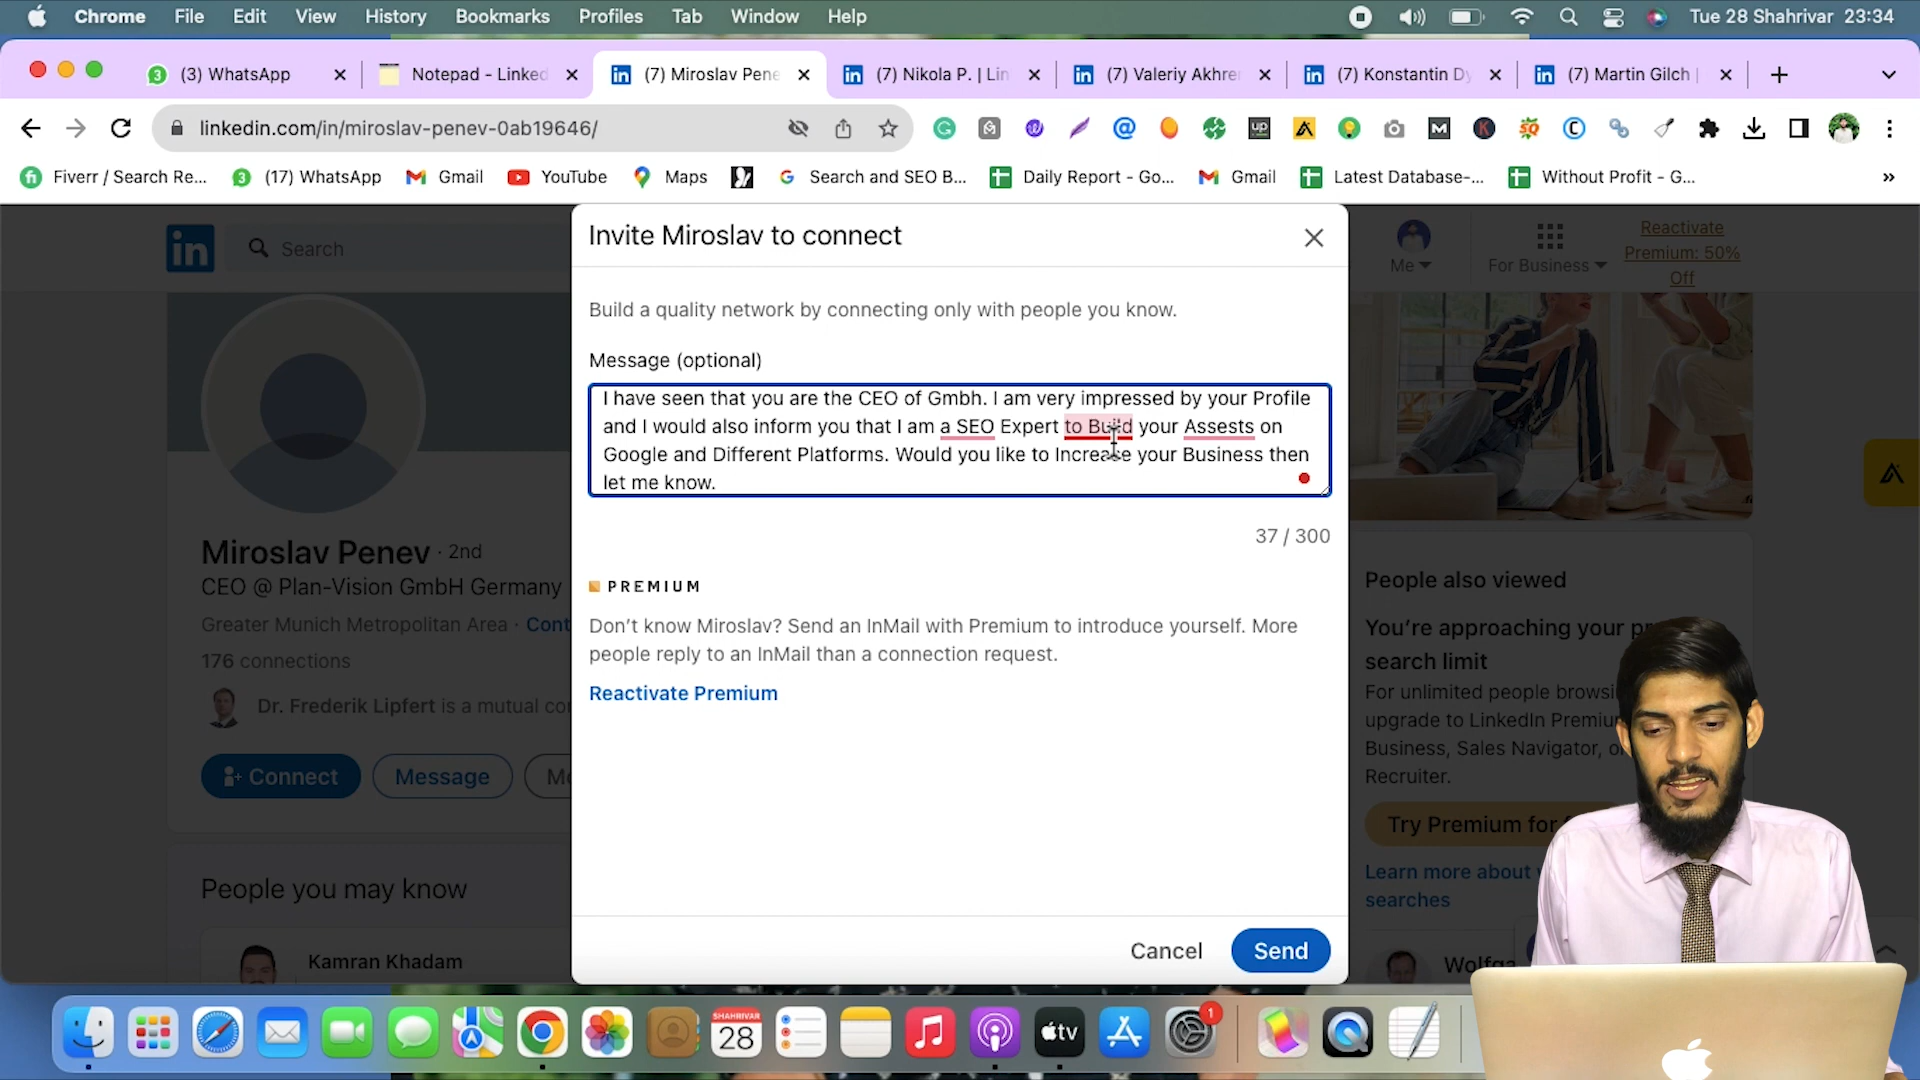 Chrome File Edit View History Bookmarks Profiles Tab Window Help Tue 28 Shahrivar 23:34
(3) WhatsApp Notepad - Linked (7) Miroslav Pene (7) Nikola P. | Lin (7) Valeriy Akhre (7) Konstantin Dy (7) Martin Gilch |
linkedin.com/in/miroslav-penev-0ab19646/
Fiverr / Search Re... (17) WhatsApp Gmail YouTube Maps Search and SEO B... Daily Report - Go... Gmail Latest Database-... Without Profit - G... »
Invite Miroslav to connect
in Search
Me For Business
Reactivate
Premium: 50%
Off
Build a quality network by connecting only with people you know.
Message (optional)
I have seen that you are the CEO of Gmbh. I am very impressed by your Profile
and I would also inform you that I am a SEO Expert to Build your Assests on
Google and Different Platforms. Would you like to Increase your Business then
let me know.
37 / 300
PREMIUM
Don't know Miroslav? Send an InMail with Premium to introduce yourself. More
people reply to an InMail than a connection request.
Reactivate Premium
Cancel Send
Miroslav Penev · 2nd
CEO @ Plan-Vision GmbH Germany
Greater Munich Metropolitan Area · Cont
176 connections
Dr. Frederik Lipfert is a mutual co
Connect Message
People you may know
Kamran Khadam
People also viewed
You're approaching your pr
search limit
For unlimited people browsi
upgrade to LinkedIn Premiu
Business, Sales Navigator, o
Recruiter.
Try Premium for
Learn more about
searches
Wolfga
SHAHRIVAR
28
tv
1